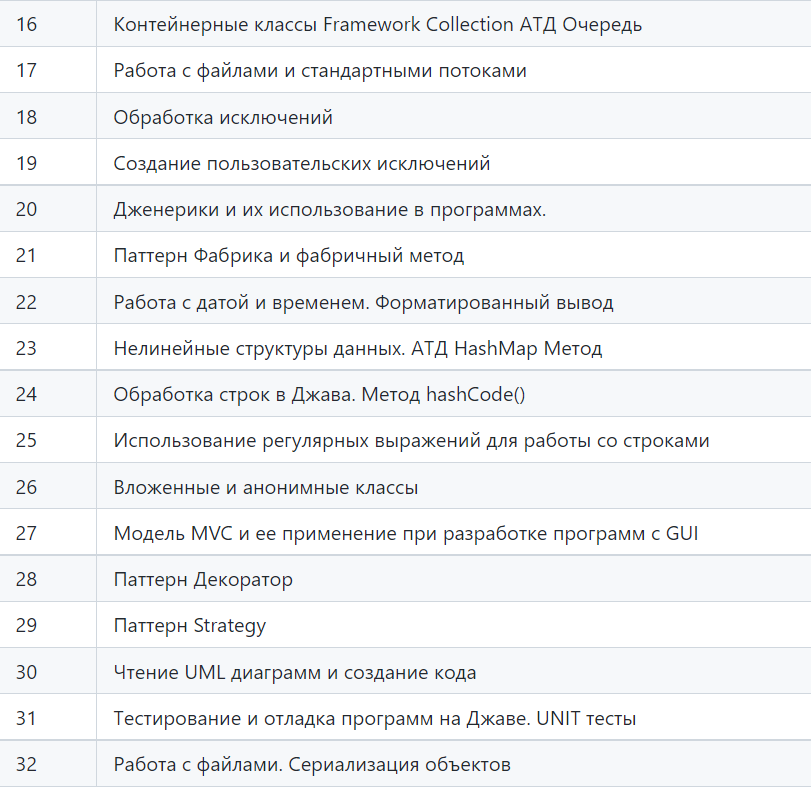 16 Контейнерные классы Framework Collection АТД Очередь
17 Работа с файлами и стандартными потоками
18 Обработка исключений
19 Создание пользовательских исключений
20 Дженерики и их использование в программах.
21 Паттерн Фабрика и фабричный метод
22 Работа с датой и временем. Форматированный вывод
23 Нелинейные структуры данных. АТД HashMap Метод
24 Обработка строк в Джава. Метод hashCode()
25 Использование регулярных выражений для работы со строками
26 Вложенные и анонимные классы
27 Модель MVC и ее применение при разработке программ с GUI
28 Паттерн Декоратор
29 Паттерн Strategy
30 Чтение UML диаграмм и создание кода
31 Тестирование и отладка программ на Джаве. UNIT тесты
32 Работа с файлами. Сериализация объектов